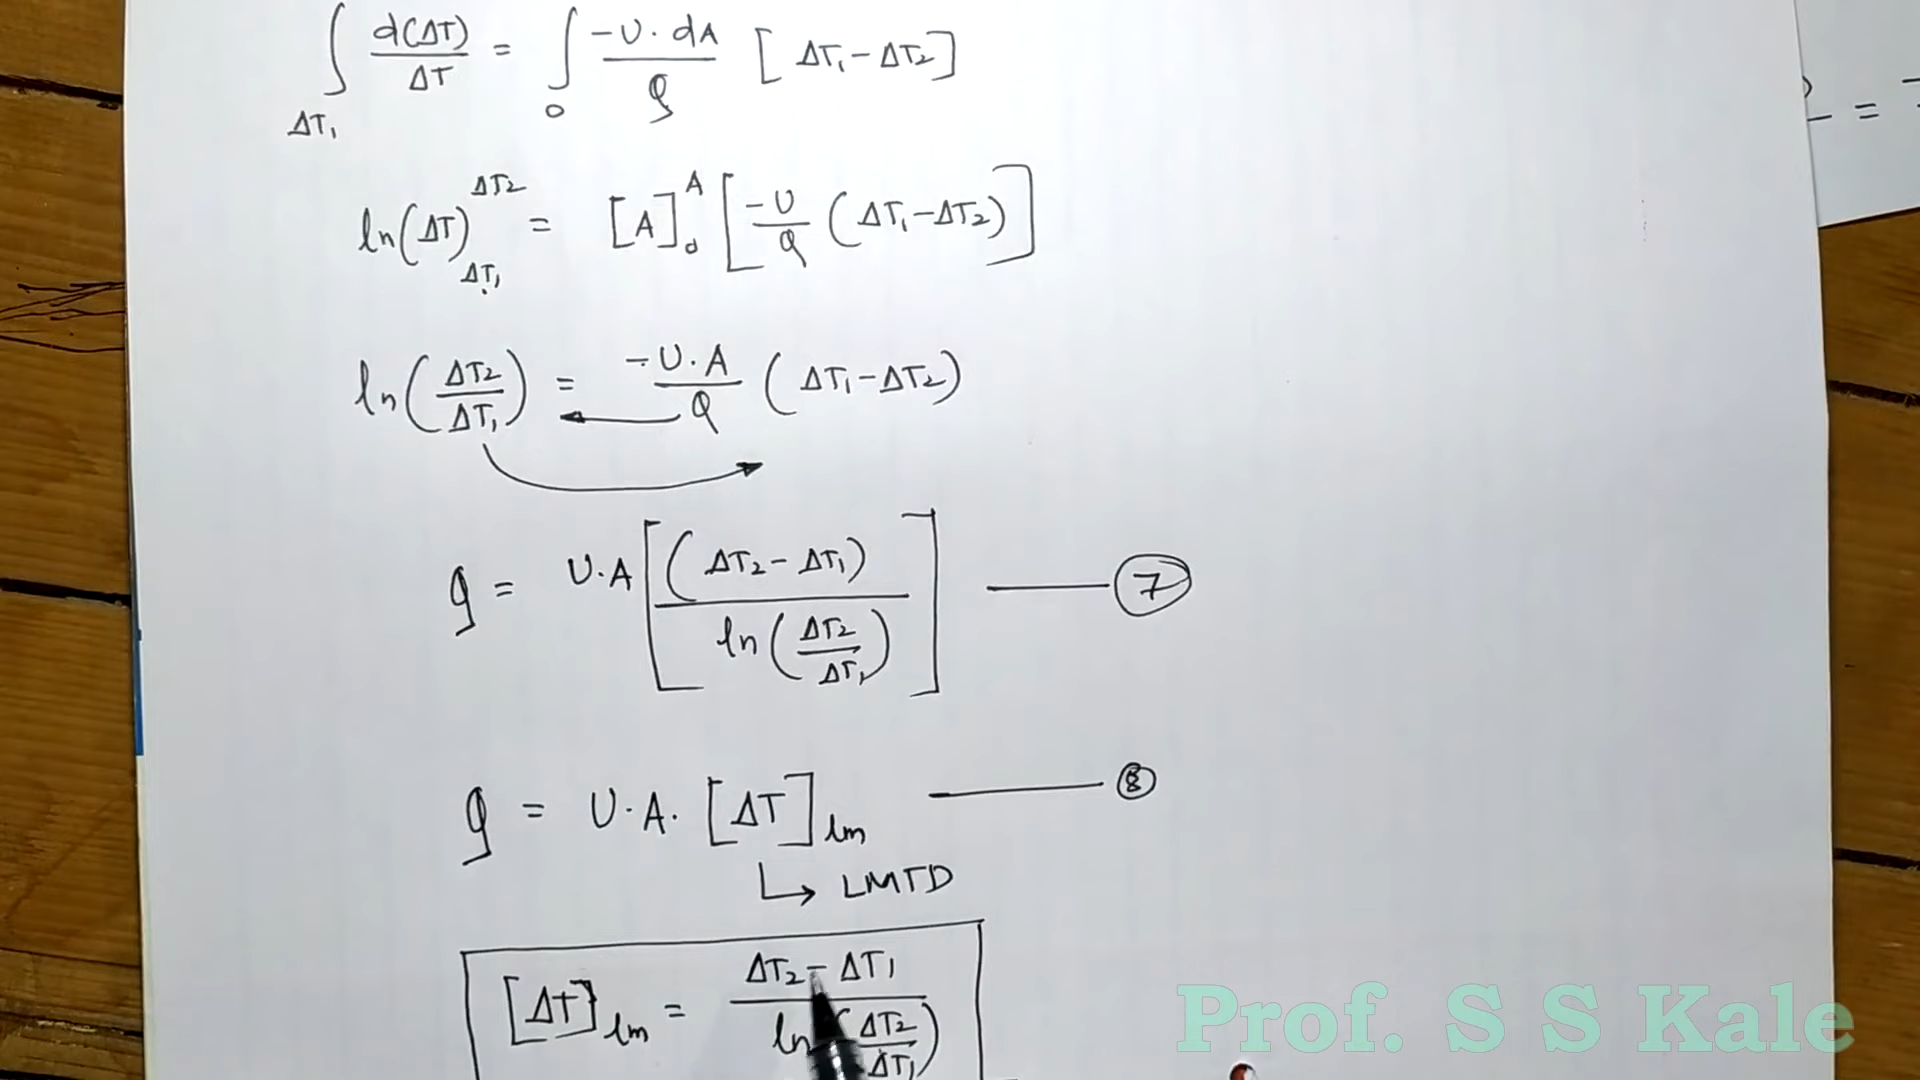 ∫ d(ΔT)/ΔT = ∫ -U·dA/q [ΔT₁-ΔT₂]
ΔT₁ 0
ln(ΔT) ΔT₂ ΔT₁ = [A] A 0 [-U/Q (ΔT₁-ΔT₂)]
ln(ΔT₂/ΔT₁) = -U·A/Q (ΔT₁-ΔT₂)
q = U·A [(ΔT₂-ΔT₁)/ln(ΔT₂/ΔT₁)] — 7
q = U·A·[ΔT]lm — 8
↳ LMTD
[ΔT]lm = ΔT₂-ΔT₁/ln(ΔT₂/ΔT₁)
Prof. S S Kale